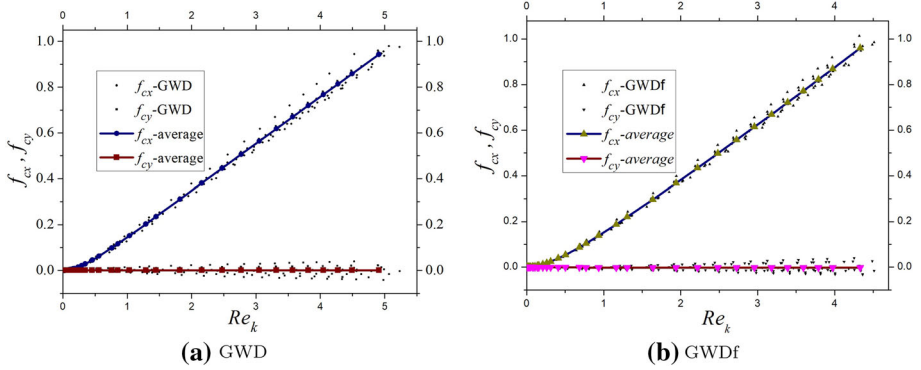 0 1 2 3 4 5
1.0 1.0
0.8 0.8
0.6 0.6
0.4 0.4
0.2 0.2
0.0 0.0
0 1 2 3 4 5
f_cx, f_cy
f_cx-GWD
f_cy-GWD
f_cx-average
f_cy-average
Re_k
(a) GWD
0 1 2 3 4
1.0 1.0
0.8 0.8
0.6 0.6
0.4 0.4
0.2 0.2
0.0 0.0
0 1 2 3 4
f_cx, f_cy
f_cx-GWDf
f_cy-GWDf
f_cx-average
f_cy-average
Re_k
(b) GWDf